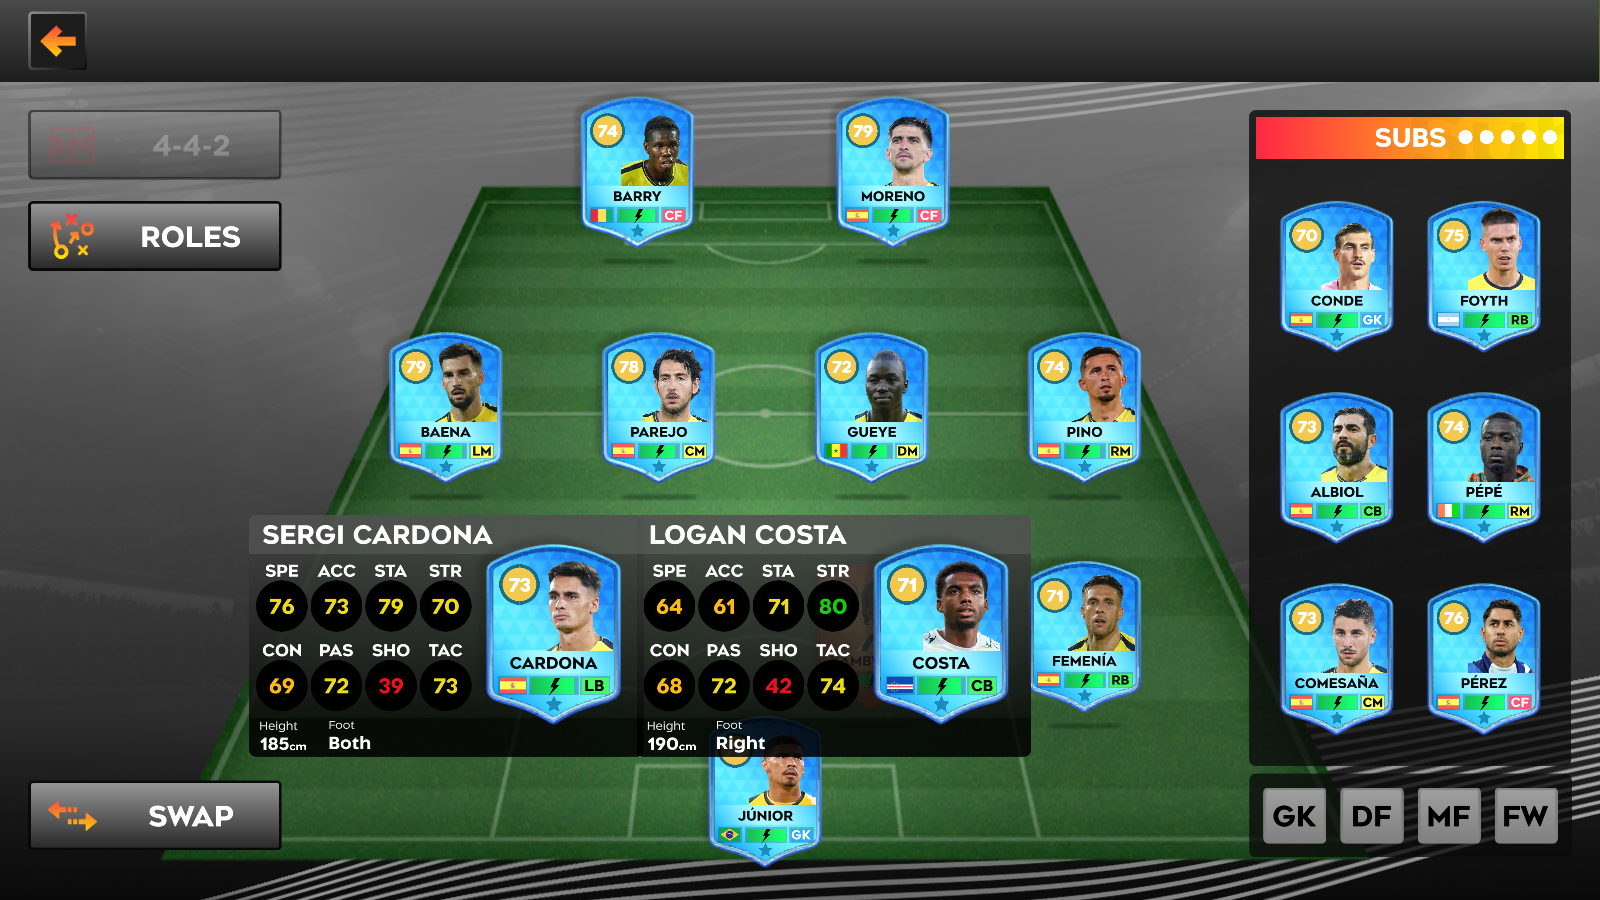 4-4-2
ROLES
74
BARRY
CF
79
MORENO
CF
79
BAENA
LM
78
PAREJO
CM
72
GUEYE
DM
74
PINO
RM
SERGI CARDONA
SPE ACC STA STR
76 73 79 70
CON PAS SHO TAC
69 72 39 73
Height Foot
185cm Both
73
CARDONA
LB
LOGAN COSTA
SPE ACC STA STR
64 61 71 80
CON PAS SHO TAC
68 72 42 74
Height Foot
190cm Right
71
COSTA
CB
71
FEMENÍA
RB
JÚNIOR
GK
SWAP
SUBS
70
CONDE
GK
75
FOYTH
RB
73
ALBIOL
CB
74
PÉPÉ
RM
73
COMESAÑA
CM
76
PÉREZ
CF
GK DF MF FW